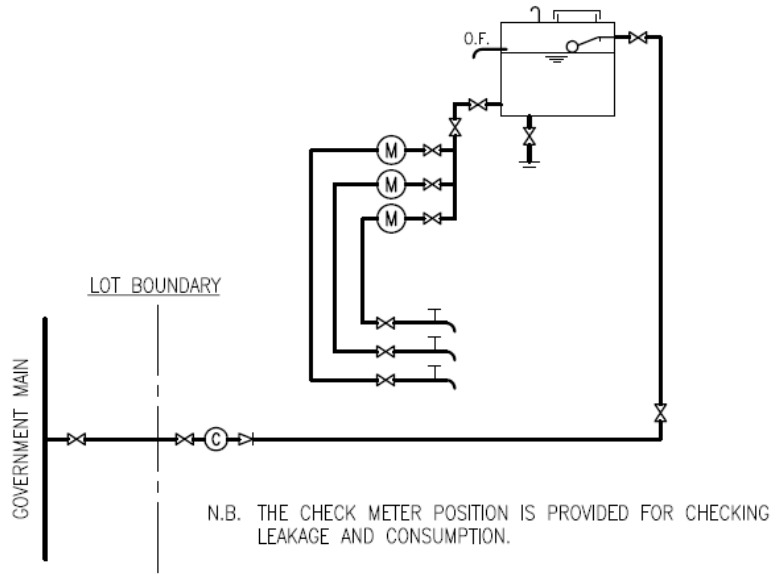 O.F.
M
M
M
LOT BOUNDARY
GOVERNMENT MAIN
C
N.B. THE CHECK METER POSITION IS PROVIDED FOR CHECKING
LEAKAGE AND CONSUMPTION.